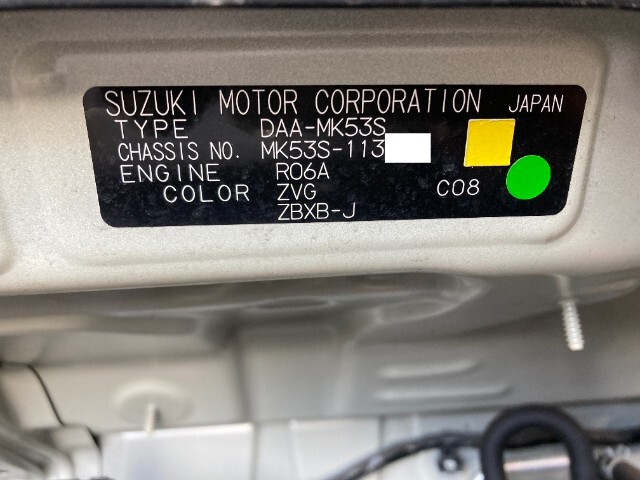 SUZUKI MOTOR CORPORATION JAPAN
TYPE DAA-MK53S
CHASSIS NO. MK53S-113
ENGINE R06A
COLOR ZVG C08
ZBXB-J